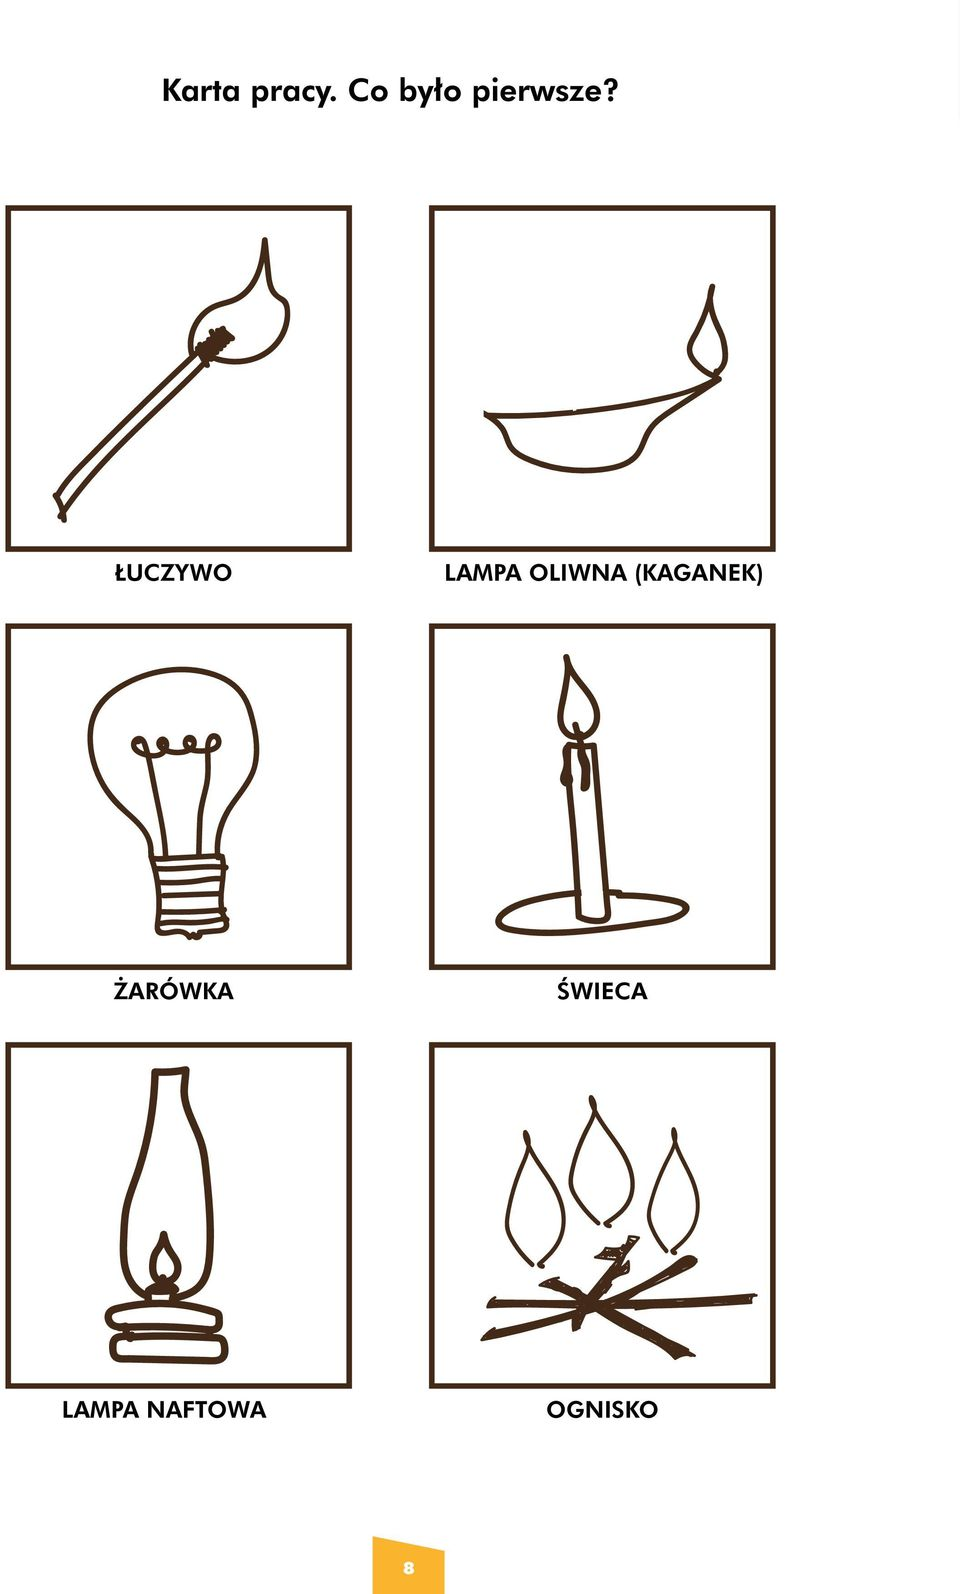 Karta pracy. Co było pierwsze?
ŁUCZYWO
LAMPA OLIWNA (KAGANEK)
ŻARÓWKA
ŚWIECA
LAMPA NAFTOWA
OGNISKO
8